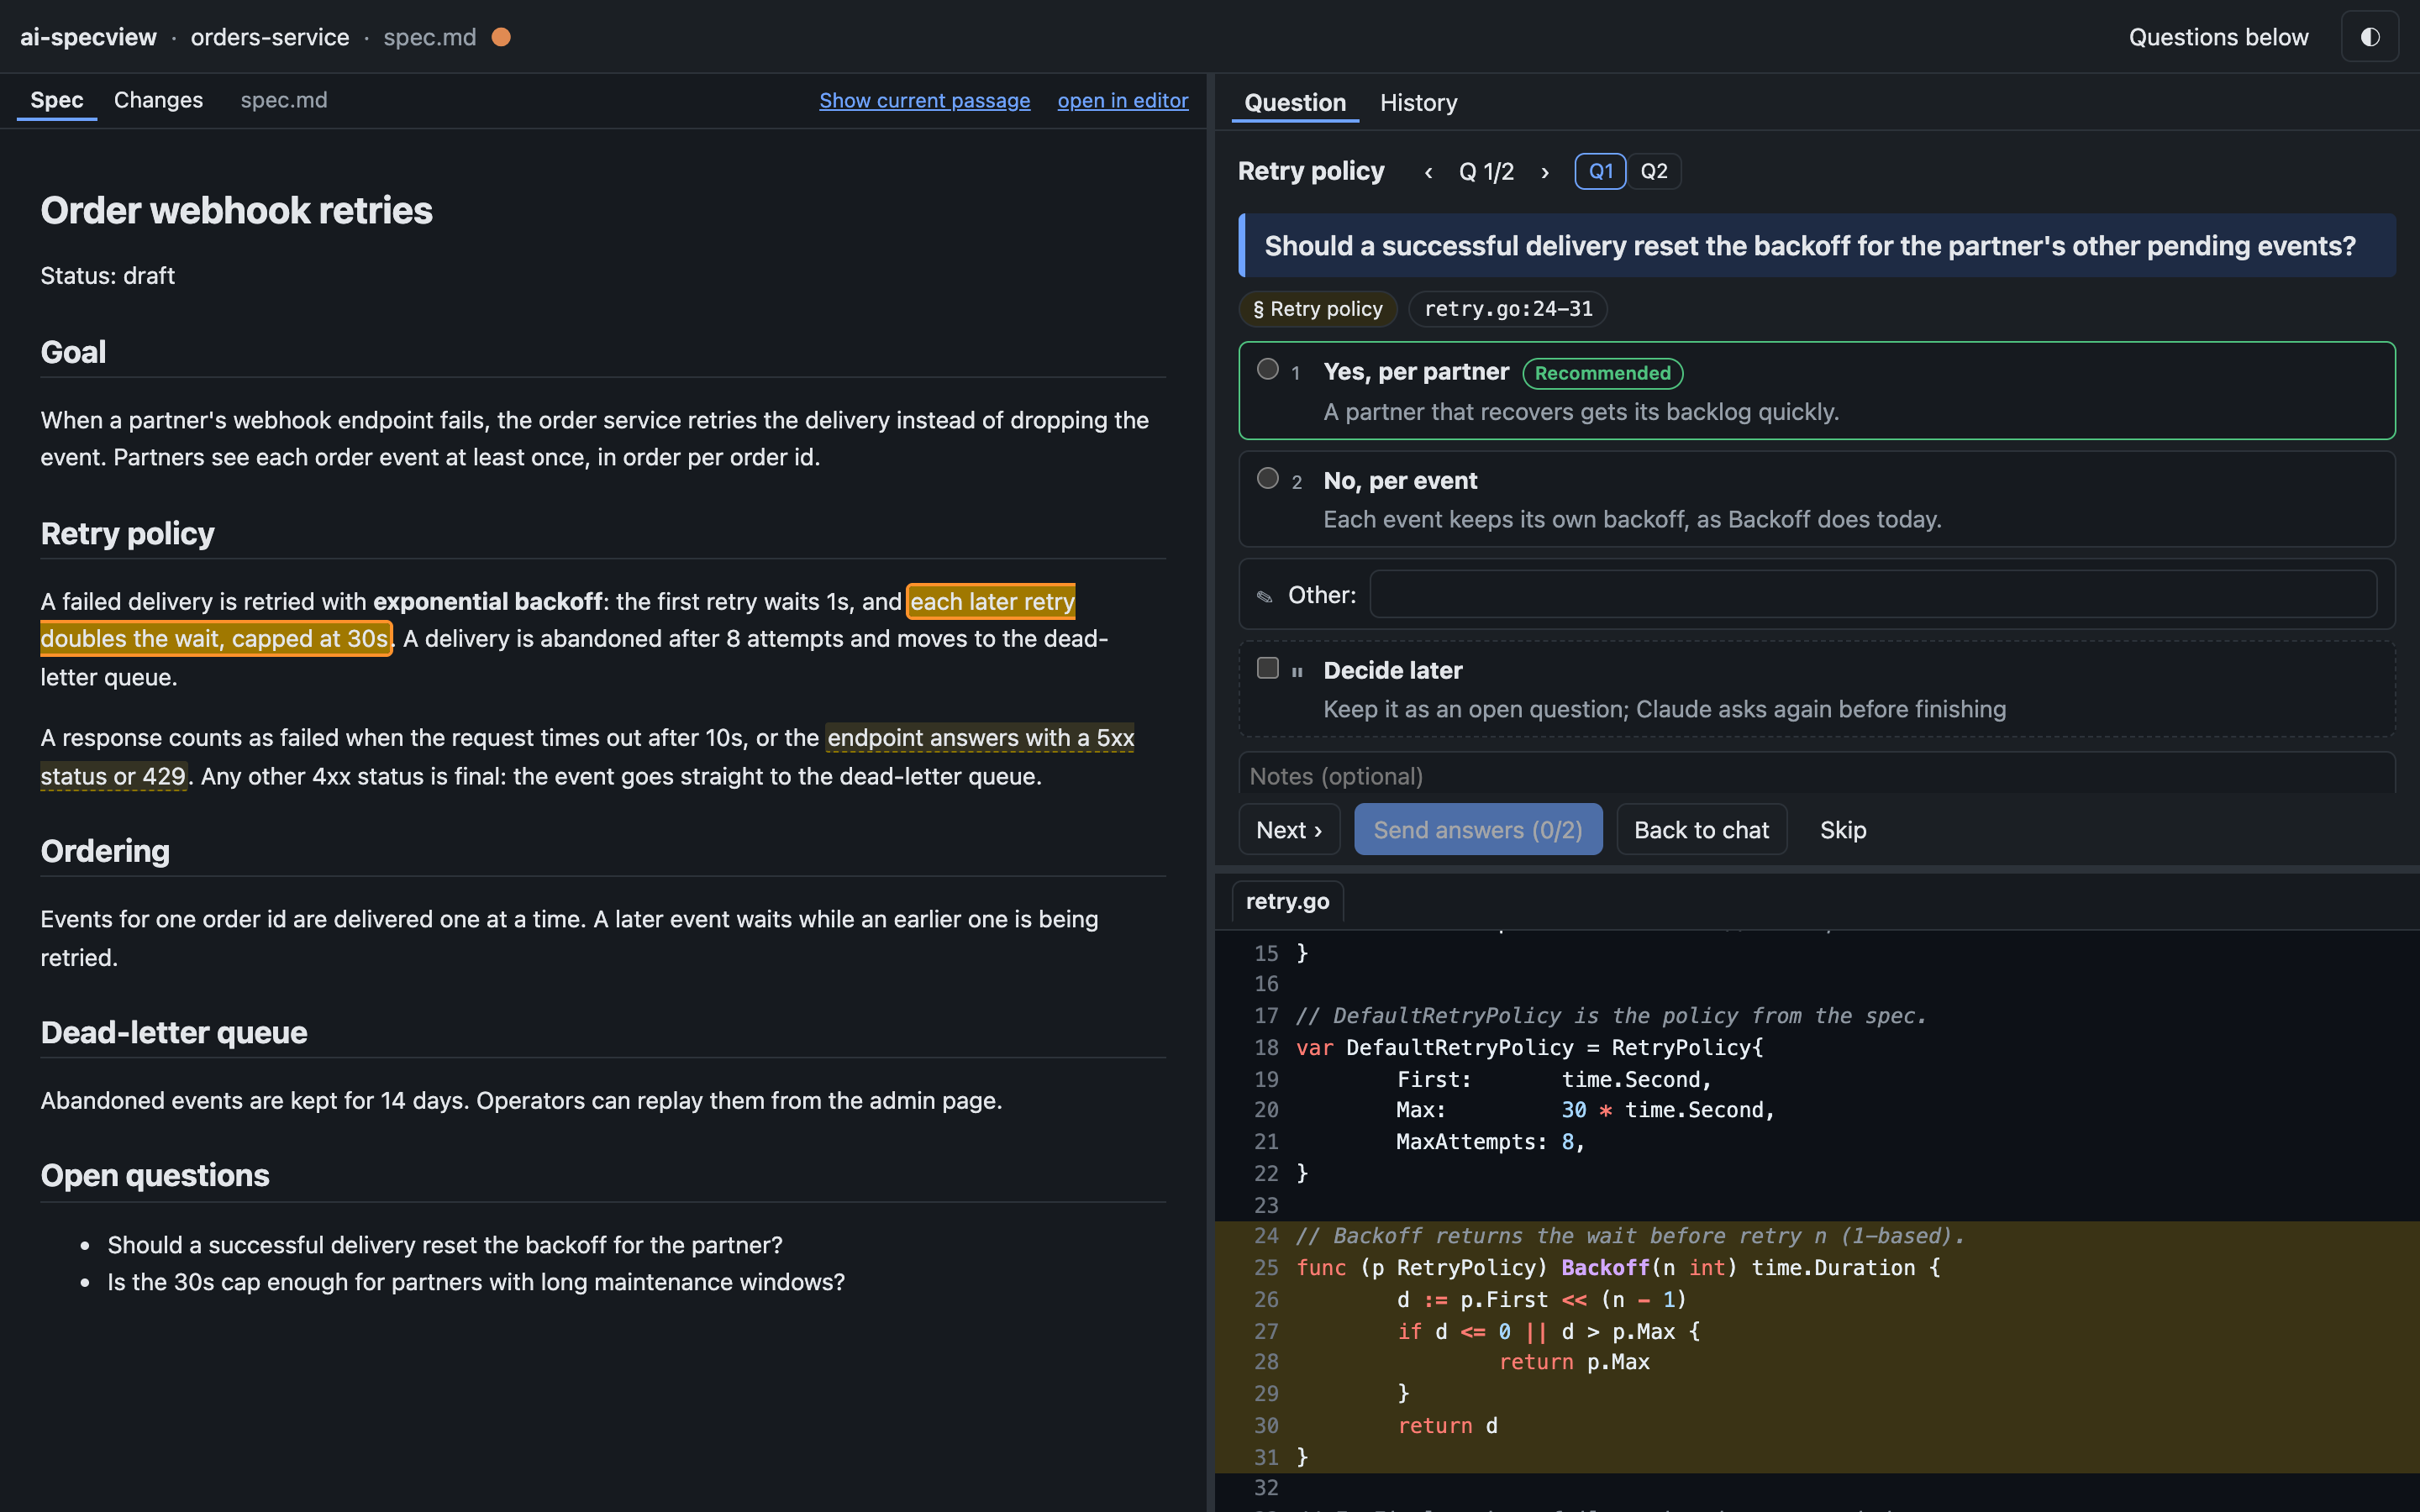 ai-specview · orders-service · spec.md
Questions below
Spec Changes spec.md
Show current passage open in editor
Order webhook retries
Status: draft
Goal
When a partner's webhook endpoint fails, the order service retries the delivery instead of dropping the
event. Partners see each order event at least once, in order per order id.
Retry policy
A failed delivery is retried with exponential backoff: the first retry waits 1s, and each later retry
doubles the wait, capped at 30s. A delivery is abandoned after 8 attempts and moves to the dead-
letter queue.
A response counts as failed when the request times out after 10s, or the endpoint answers with a 5xx
status or 429. Any other 4xx status is final: the event goes straight to the dead-letter queue.
Ordering
Events for one order id are delivered one at a time. A later event waits while an earlier one is being
retried.
Dead-letter queue
Abandoned events are kept for 14 days. Operators can replay them from the admin page.
Open questions
• Should a successful delivery reset the backoff for the partner?
• Is the 30s cap enough for partners with long maintenance windows?
Question History
Retry policy ‹ Q 1/2 › Q1 Q2
Should a successful delivery reset the backoff for the partner's other pending events?
§ Retry policy retry.go:24–31
1 Yes, per partner Recommended
A partner that recovers gets its backlog quickly.
2 No, per event
Each event keeps its own backoff, as Backoff does today.
✎ Other:
Decide later
Keep it as an open question; Claude asks again before finishing
Notes (optional)
Next › Send answers (0/2) Back to chat Skip
retry.go
15 }
16
17 // DefaultRetryPolicy is the policy from the spec.
18 var DefaultRetryPolicy = RetryPolicy{
19 First: time.Second,
20 Max: 30 * time.Second,
21 MaxAttempts: 8,
22 }
23
24 // Backoff returns the wait before retry n (1-based).
25 func (p RetryPolicy) Backoff(n int) time.Duration {
26 d := p.First << (n - 1)
27 if d <= 0 || d > p.Max {
28 return p.Max
29 }
30 return d
31 }
32